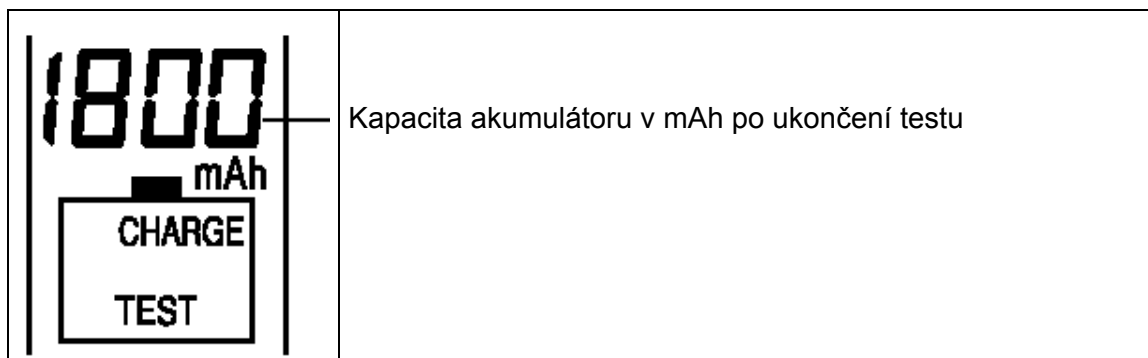 1800
mAh
CHARGE
TEST
Kapacita akumulátoru v mAh po ukončení testu